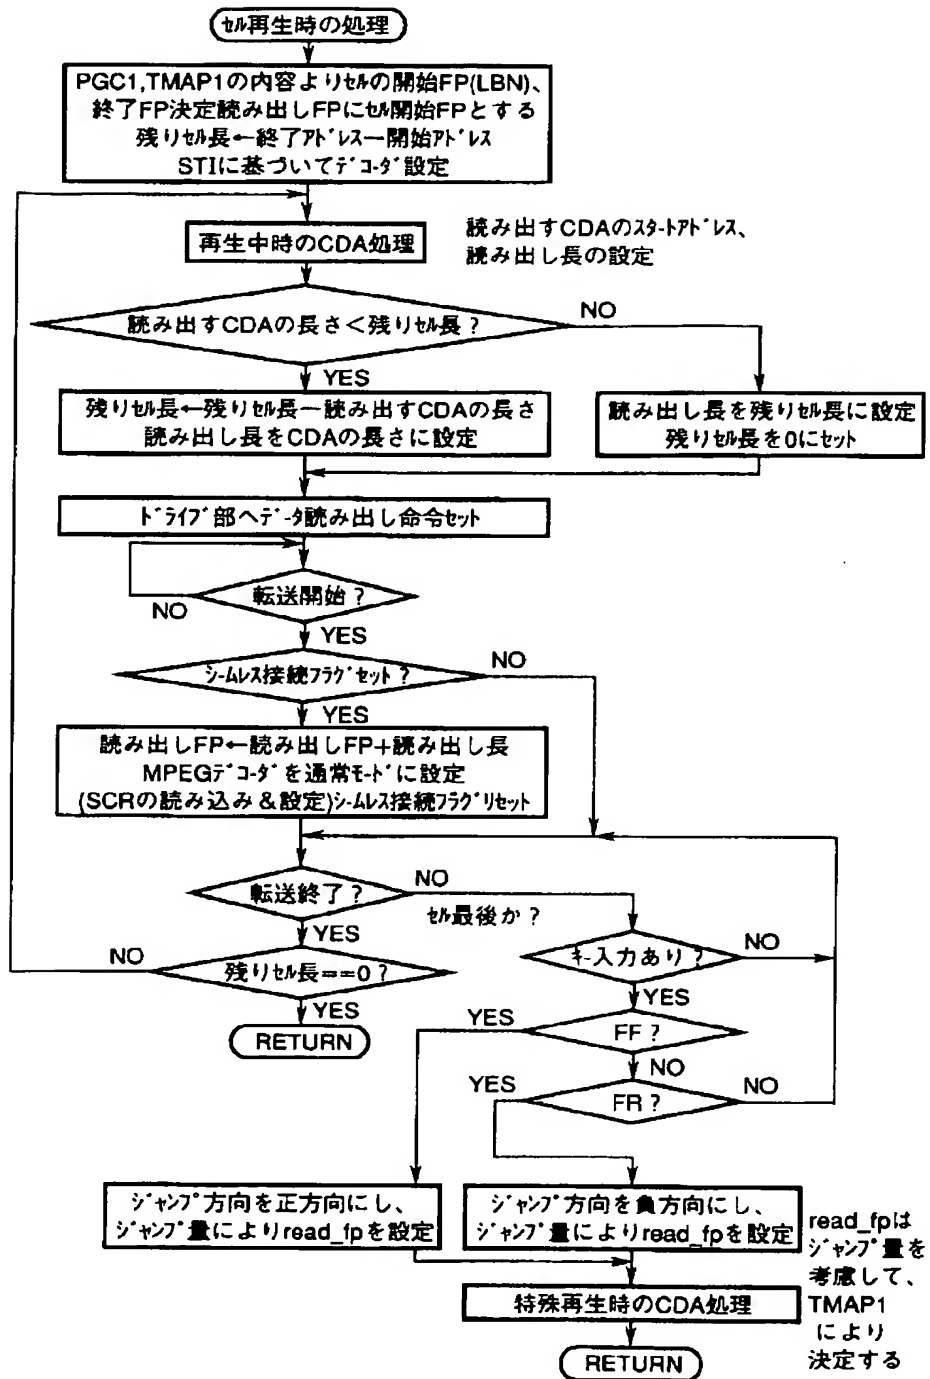 ｾﾙ再生時の処理
PGC1,TMAP1の内容よりｾﾙの開始FP(LBN)、
終了FP決定読み出しFPにｾﾙ開始FPとする
残りｾﾙ長←終了ｱﾄﾞﾚｽー開始ｱﾄﾞﾚｽ
STIに基づいてﾃﾞｺｰﾀﾞ設定
再生中時のCDA処理
読み出すCDAのｽﾀｰﾄｱﾄﾞﾚｽ、
読み出し長の設定
読み出すCDAの長さ＜残りｾﾙ長？
NO
YES
残りｾﾙ長←残りｾﾙ長ー読み出すCDAの長さ
読み出し長をCDAの長さに設定
読み出し長を残りｾﾙ長に設定
残りｾﾙ長を0にｾｯﾄ
ﾄﾞﾗｲﾌﾞ部へﾃﾞｰﾀ読み出し命令ｾｯﾄ
転送開始？
NO
YES
ｼｰﾑﾚｽ接続ﾌﾗｸﾞｾｯﾄ？
NO
YES
読み出しFP←読み出しFP+読み出し長
MPEGﾃﾞｺｰﾀﾞを通常ﾓｰﾄﾞに設定
(SCRの読み込み＆設定)ｼｰﾑﾚｽ接続ﾌﾗｸﾞﾘｾｯﾄ
転送終了？
NO
ｾﾙ最後か？
YES
NO
残りｾﾙ長==0？
YES
RETURN
ｷｰ入力あり？
NO
YES
YES
FF？
NO
YES
FR？
NO
ｼﾞｬﾝﾌﾟ方向を正方向にし、
ｼﾞｬﾝﾌﾟ量によりread_fpを設定
ｼﾞｬﾝﾌﾟ方向を負方向にし、
ｼﾞｬﾝﾌﾟ量によりread_fpを設定
read_fpは
ｼﾞｬﾝﾌﾟ量を
考慮して、
TMAP1
により
決定する
特殊再生時のCDA処理
RETURN